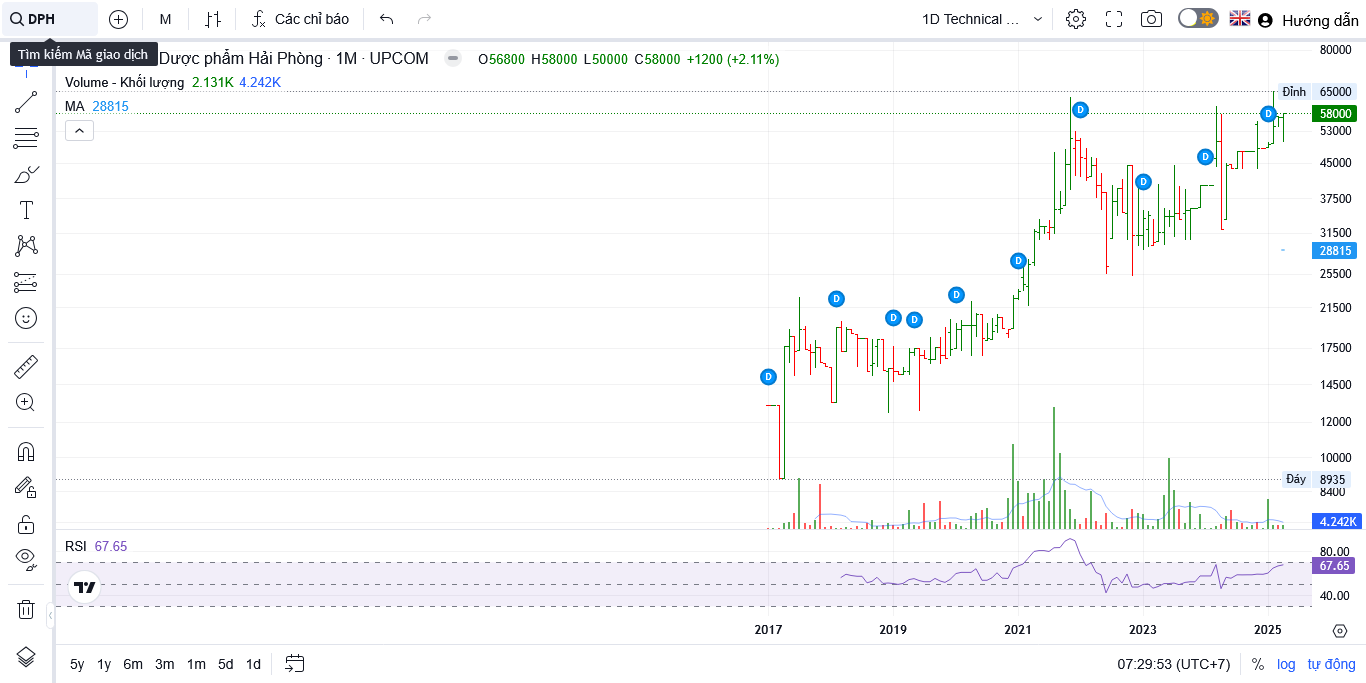 DPH
M
Các chỉ báo
1D Technical ...
Hướng dẫn
Tìm kiếm Mã giao dịch
Dược phẩm Hải Phòng · 1M · UPCOM
O56800 H58000 L50000 C58000 +1200 (+2.11%)
Volume - Khối lượng 2.131K 4.242K
MA 28815
80000
Đỉnh 65000
58000
53000
45000
37500
31500
28815
25500
21500
17500
14500
12000
10000
Đáy 8935
8400
4.242K
D
D
D
D
D
D
D
D
D
D
RSI 67.65
80.00
67.65
40.00
2017 2019 2021 2023 2025
5y 1y 6m 3m 1m 5d 1d
07:29:53 (UTC+7) % log tự động